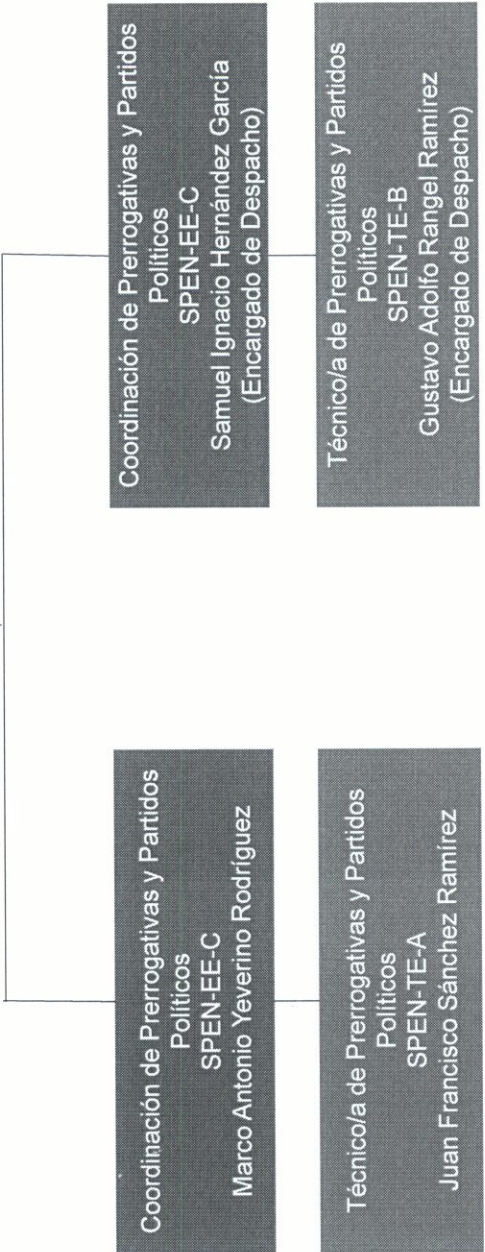 Coordinación de Prerrogativas y Partidos
Políticos
SPEN-EE-C
Marco Antonio Yeverino Rodríguez
Técnico/a de Prerrogativas y Partidos
Políticos
SPEN-TE-A
Juan Francisco Sánchez Ramírez
Coordinación de Prerrogativas y Partidos
Políticos
SPEN-EE-C
Samuel Ignacio Hernández García
(Encargado de Despacho)
Técnico/a de Prerrogativas y Partidos
Políticos
SPEN-TE-B
Gustavo Adolfo Rangel Ramírez
(Encargado de Despacho)